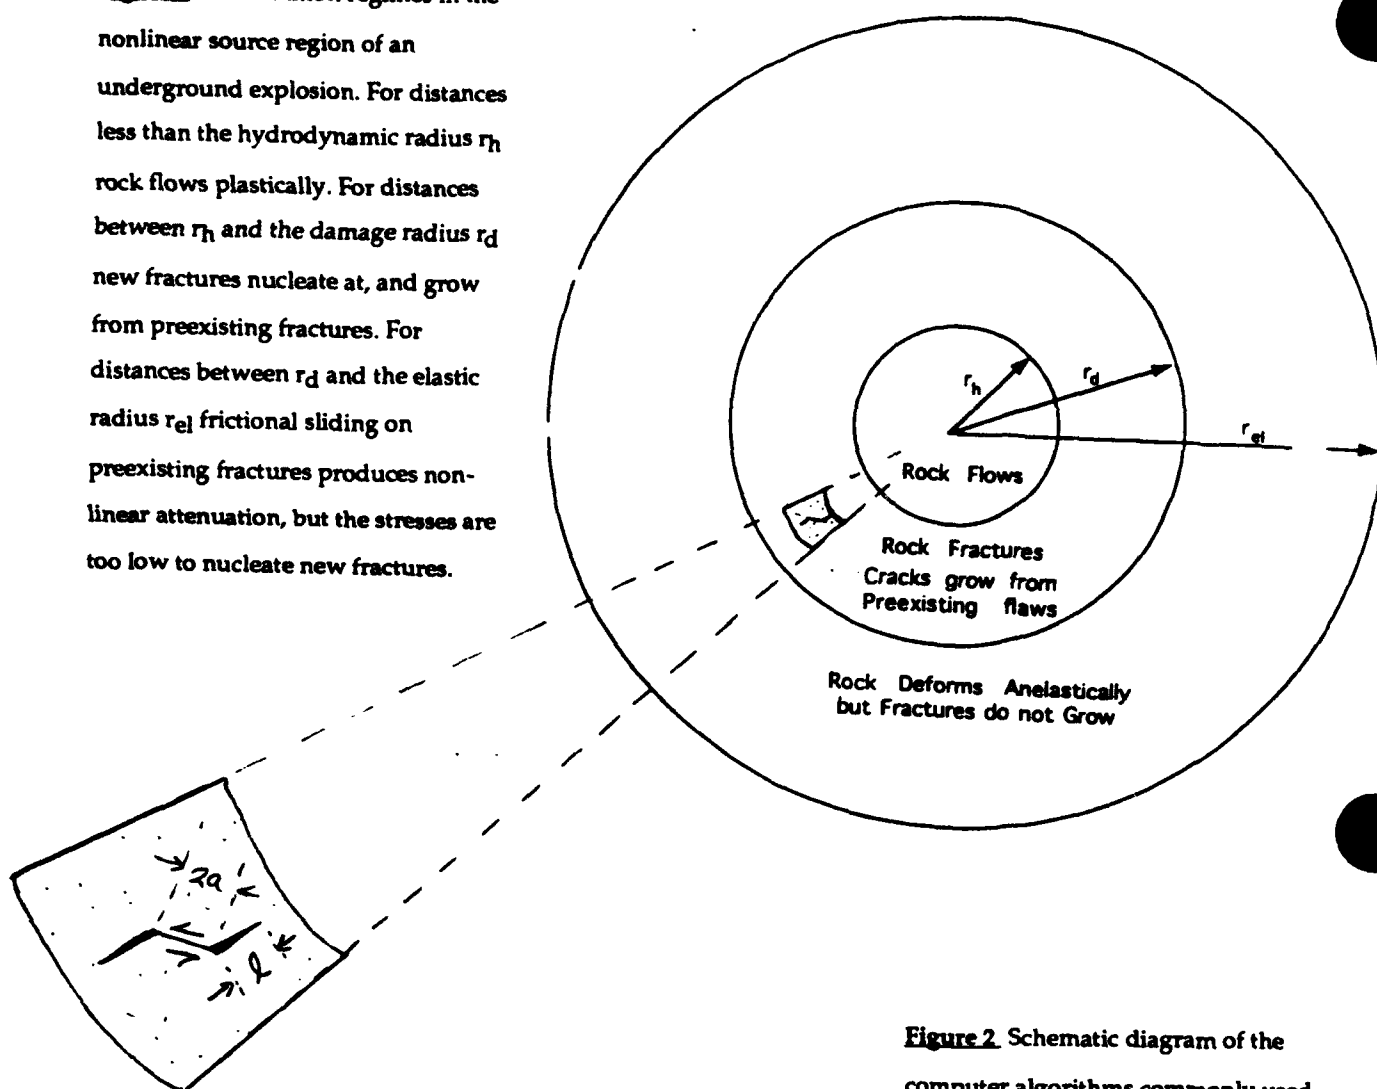 nonlinear source region of an
underground explosion. For distances
less than the hydrodynamic radius rh
rock flows plastically. For distances
between rh and the damage radius rd
new fractures nucleate at, and grow
from preexisting fractures. For
distances between rd and the elastic
radius rel frictional sliding on
preexisting fractures produces non-
linear attenuation, but the stresses are
too low to nucleate new fractures.
rh
rd
rel
Rock Flows
Rock Fractures
Cracks grow from
Preexisting flaws
Rock Deforms Anelastically
but Fractures do not Grow
2a
l
Figure 2 Schematic diagram of the
computer algorithms commonly used